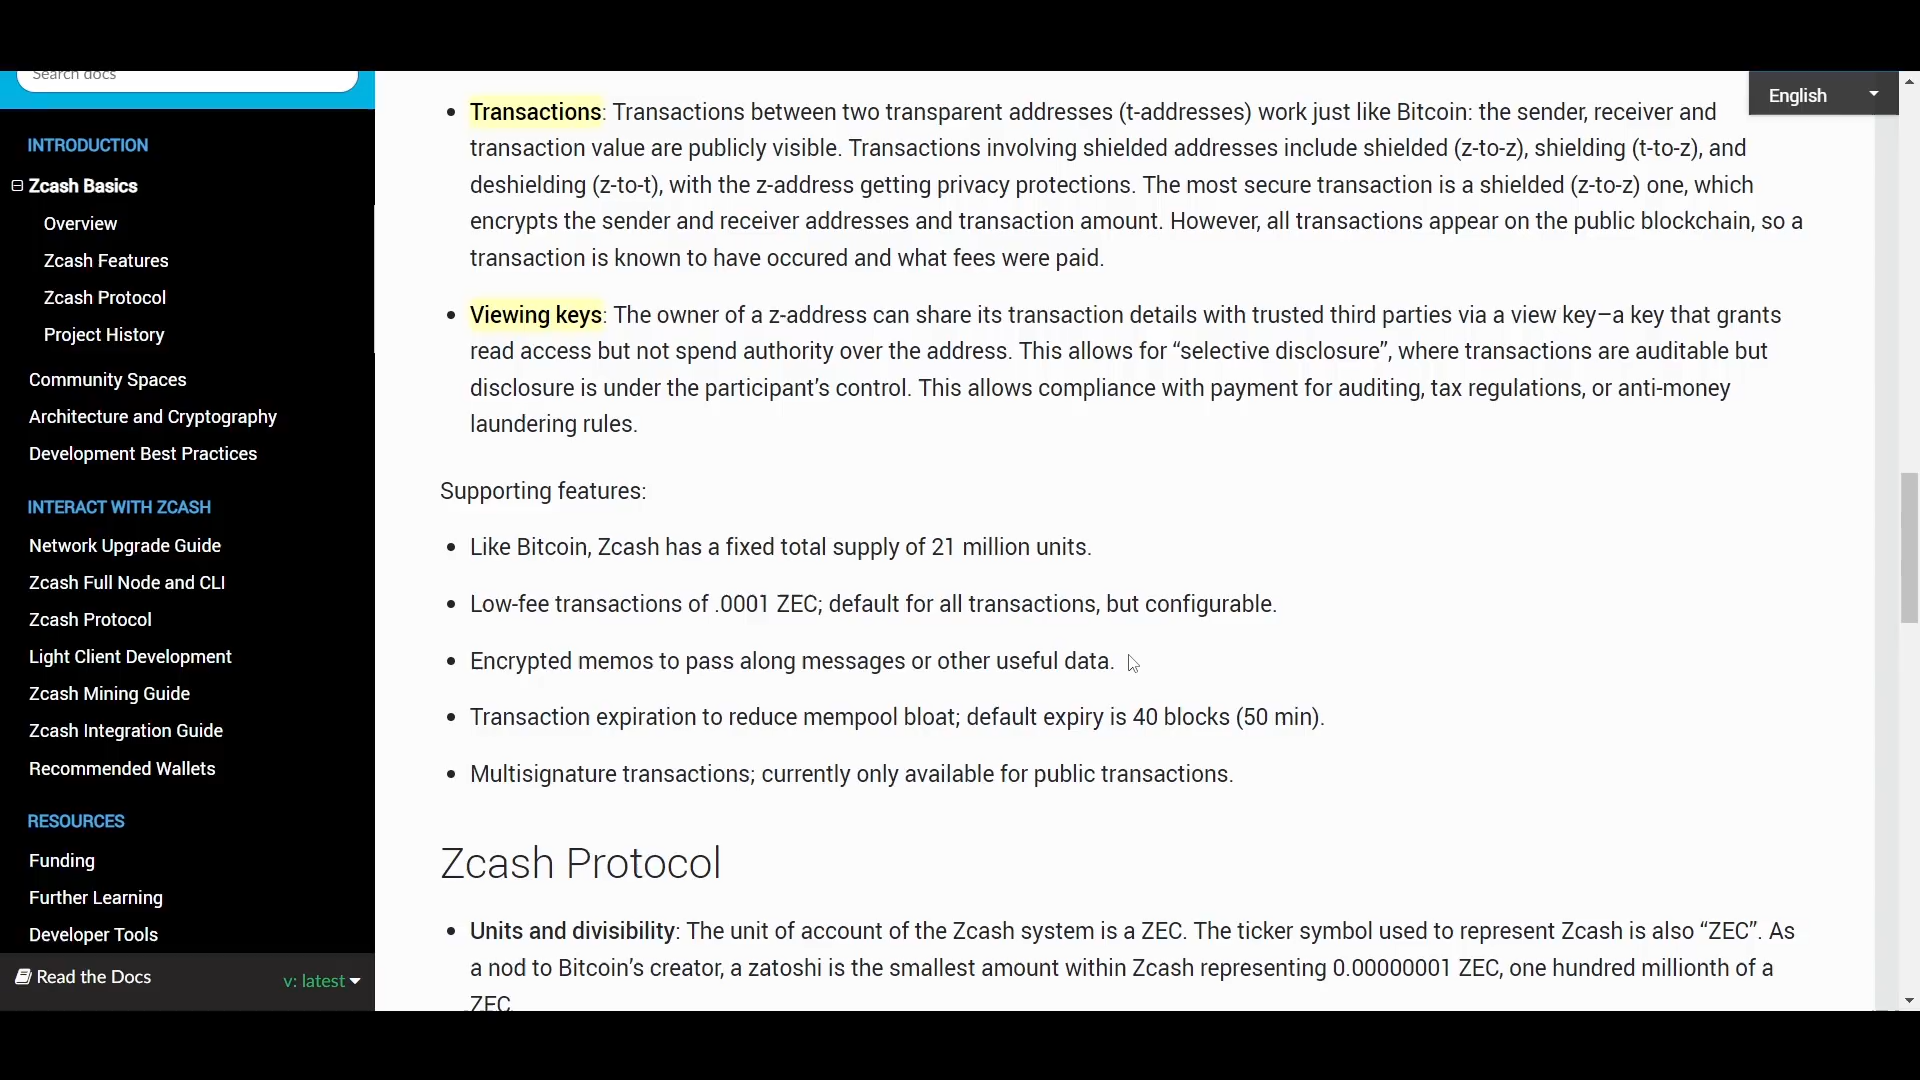 Search docs
INTRODUCTION
Zcash Basics
Overview
Zcash Features
Zcash Protocol
Project History
Community Spaces
Architecture and Cryptography
Development Best Practices
INTERACT WITH ZCASH
Network Upgrade Guide
Zcash Full Node and CLI
Zcash Protocol
Light Client Development
Zcash Mining Guide
Zcash Integration Guide
Recommended Wallets
RESOURCES
Funding
Further Learning
Developer Tools
Read the Docs
v: latest
English
Transactions: Transactions between two transparent addresses (t-addresses) work just like Bitcoin: the sender, receiver and
transaction value are publicly visible. Transactions involving shielded addresses include shielded (z-to-z), shielding (t-to-z), and
deshielding (z-to-t), with the z-address getting privacy protections. The most secure transaction is a shielded (z-to-z) one, which
encrypts the sender and receiver addresses and transaction amount. However, all transactions appear on the public blockchain, so a
transaction is known to have occured and what fees were paid.
Viewing keys: The owner of a z-address can share its transaction details with trusted third parties via a view key–a key that grants
read access but not spend authority over the address. This allows for “selective disclosure”, where transactions are auditable but
disclosure is under the participant’s control. This allows compliance with payment for auditing, tax regulations, or anti-money
laundering rules.
Supporting features:
Like Bitcoin, Zcash has a fixed total supply of 21 million units.
Low-fee transactions of .0001 ZEC; default for all transactions, but configurable.
Encrypted memos to pass along messages or other useful data.
Transaction expiration to reduce mempool bloat; default expiry is 40 blocks (50 min).
Multisignature transactions; currently only available for public transactions.
Zcash Protocol
Units and divisibility: The unit of account of the Zcash system is a ZEC. The ticker symbol used to represent Zcash is also “ZEC”. As
a nod to Bitcoin’s creator, a zatoshi is the smallest amount within Zcash representing 0.00000001 ZEC, one hundred millionth of a
ZEC.